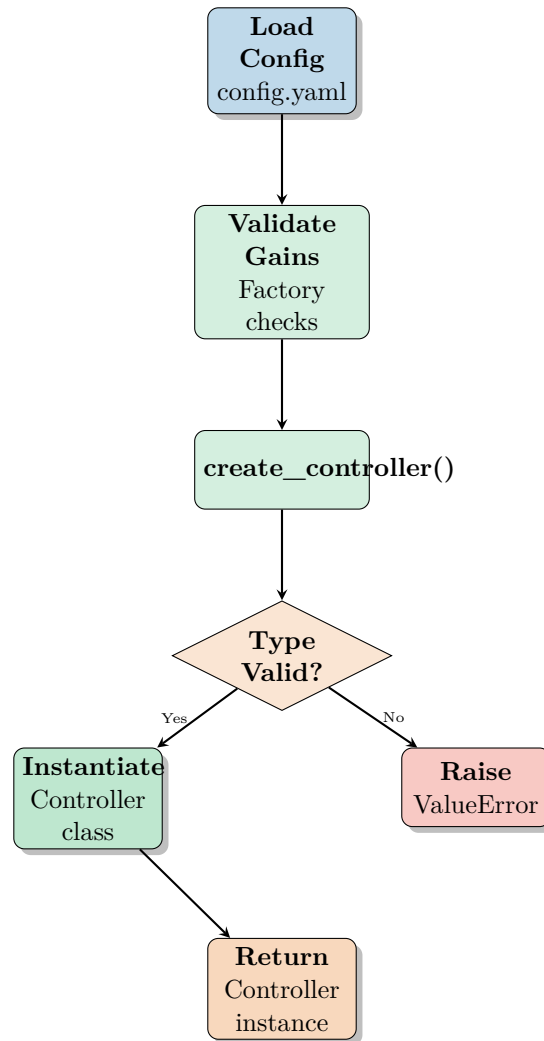 Load
Config
config.yaml
Validate
Gains
Factory
checks
create_controller()
Type
Valid?
Yes
No
Instantiate
Controller
class
Raise
ValueError
Return
Controller
instance